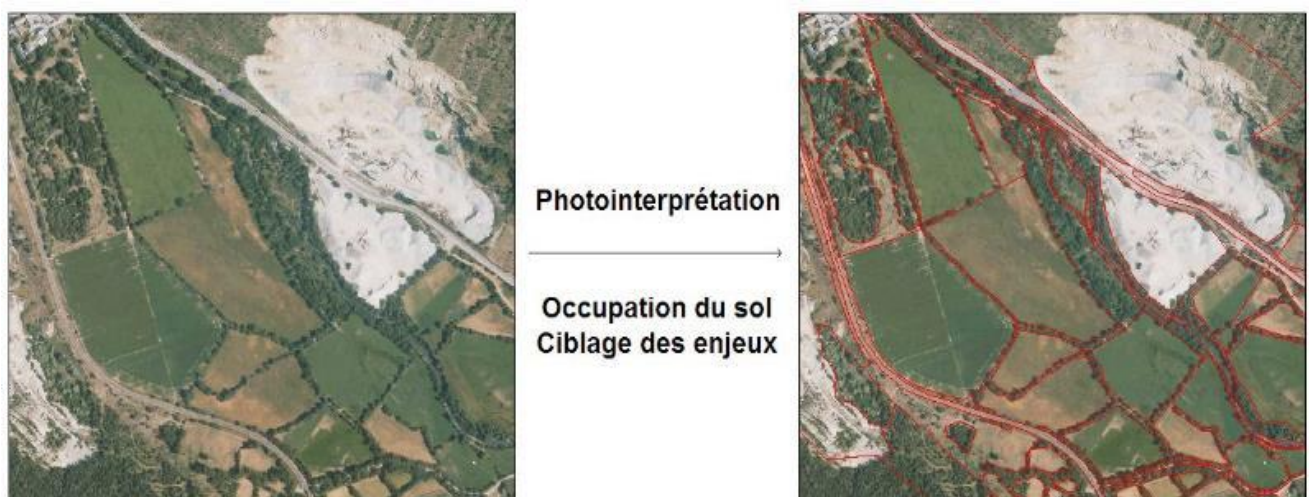 Photointerprétation
Occupation du sol
Ciblage des enjeux